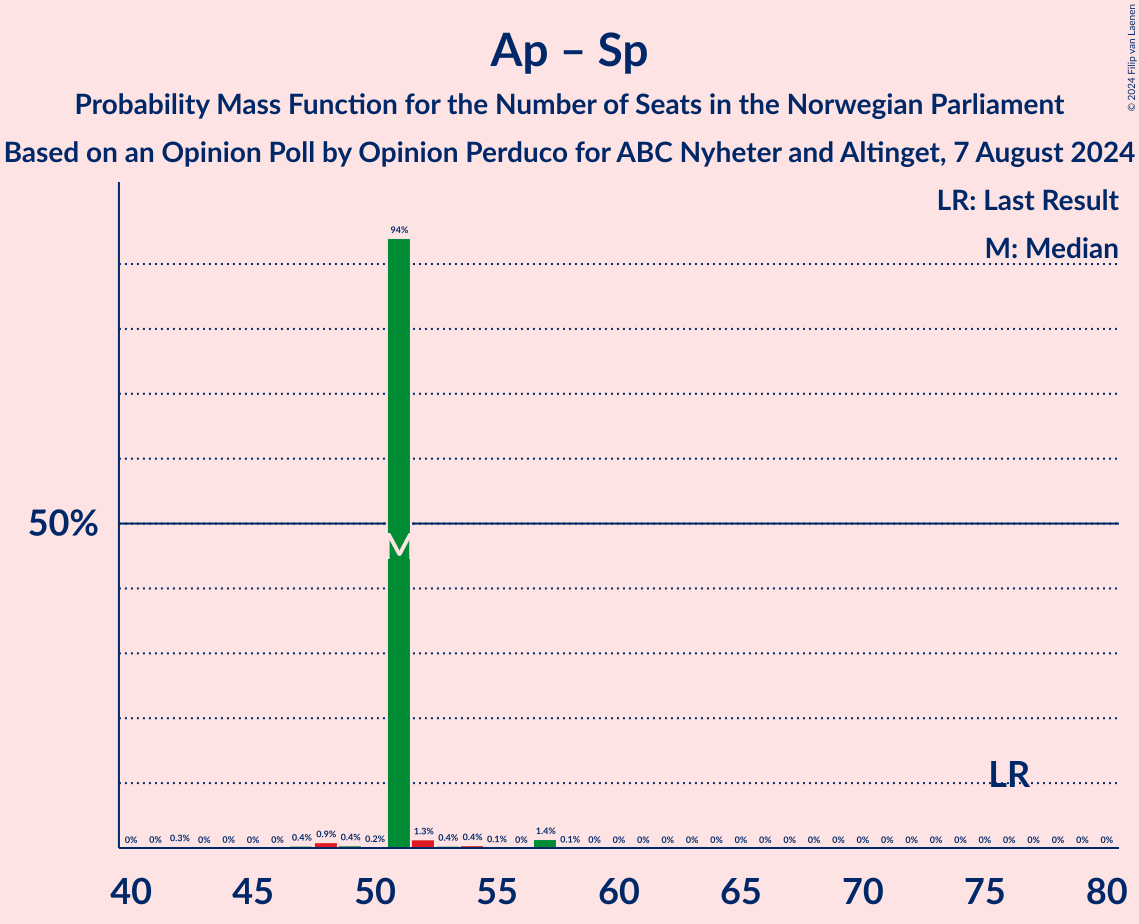 Ap – Sp
Probability Mass Function for the Number of Seats in the Norwegian Parliament
Based on an Opinion Poll by Opinion Perduco for ABC Nyheter and Altinget, 7 August 2024
© 2024 Filip van Laenen
LR: Last Result
M: Median
94%
50%
M
LR
0% 0% 0.3% 0% 0% 0% 0% 0.4% 0.9% 0.4% 0.2% 1.3% 0.4% 0.4% 0.1% 0% 1.4% 0.1% 0% 0% 0% 0% 0% 0% 0% 0% 0% 0% 0% 0% 0% 0% 0% 0% 0% 0% 0% 0% 0% 0%
40 45 50 55 60 65 70 75 80